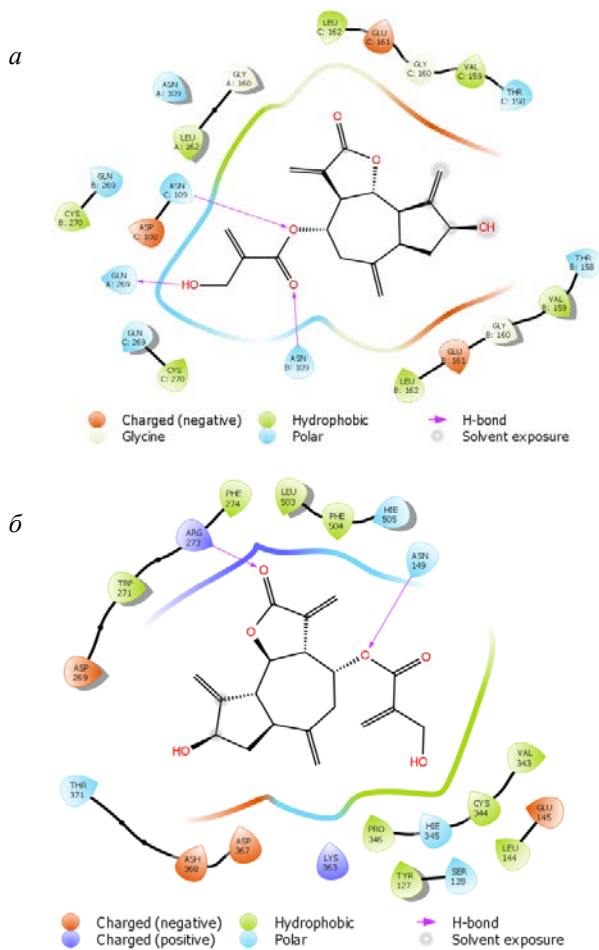 а
LEU
C: 162
GLU
C: 161
GLY
C: 160
VAL
C: 159
THR
C: 158
ASN
A: 109
GLY
A: 160
LEU
A: 162
GLN
B: 269
CYS
B: 270
ASN
C: 109
ASP
C: 108
GLN
A: 269
GLN
C: 269
CYS
C: 270
ASN
B: 109
O
O
O
O
HO
OH
THR
B: 158
VAL
B: 159
GLY
B: 160
GLU
B: 161
LEU
B: 162
Charged (negative)
Glycine
Hydrophobic
Polar
H-bond
Solvent exposure
б
PHE
274
ARG
273
TRP
271
ASP
269
LEU
503
PHE
504
HIE
505
ASN
149
O
O
O
O
HO
HO
THR
371
ASH
368
ASP
367
LYS
363
PRO
346
HIE
345
CYS
344
VAL
343
GLU
145
LEU
144
TYR
127
SER
128
Charged (negative)
Charged (positive)
Hydrophobic
Polar
H-bond
Solvent exposure